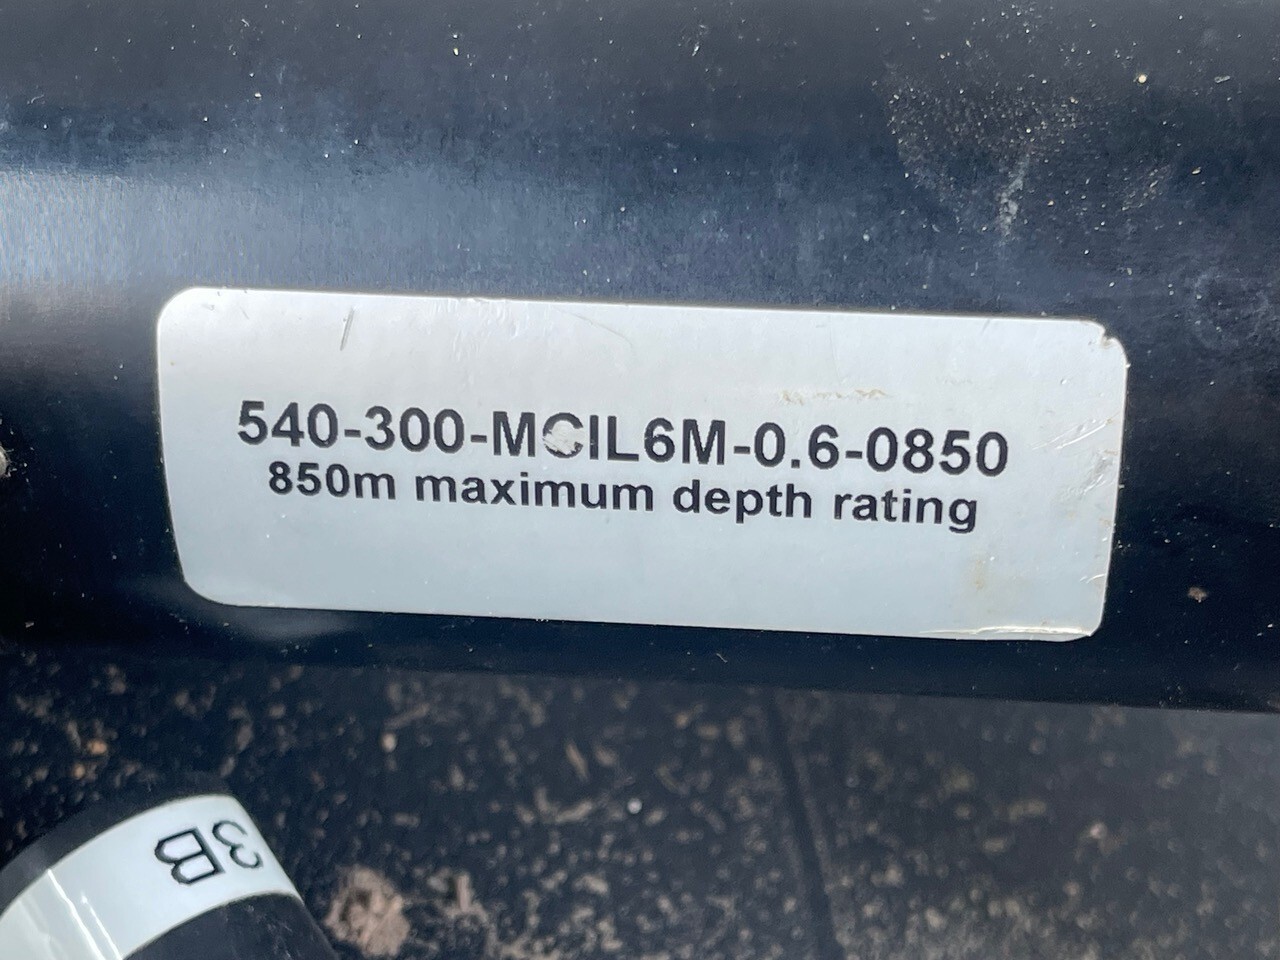 540-300-MCIL6M-0.6-0850
850m maximum depth rating
3B